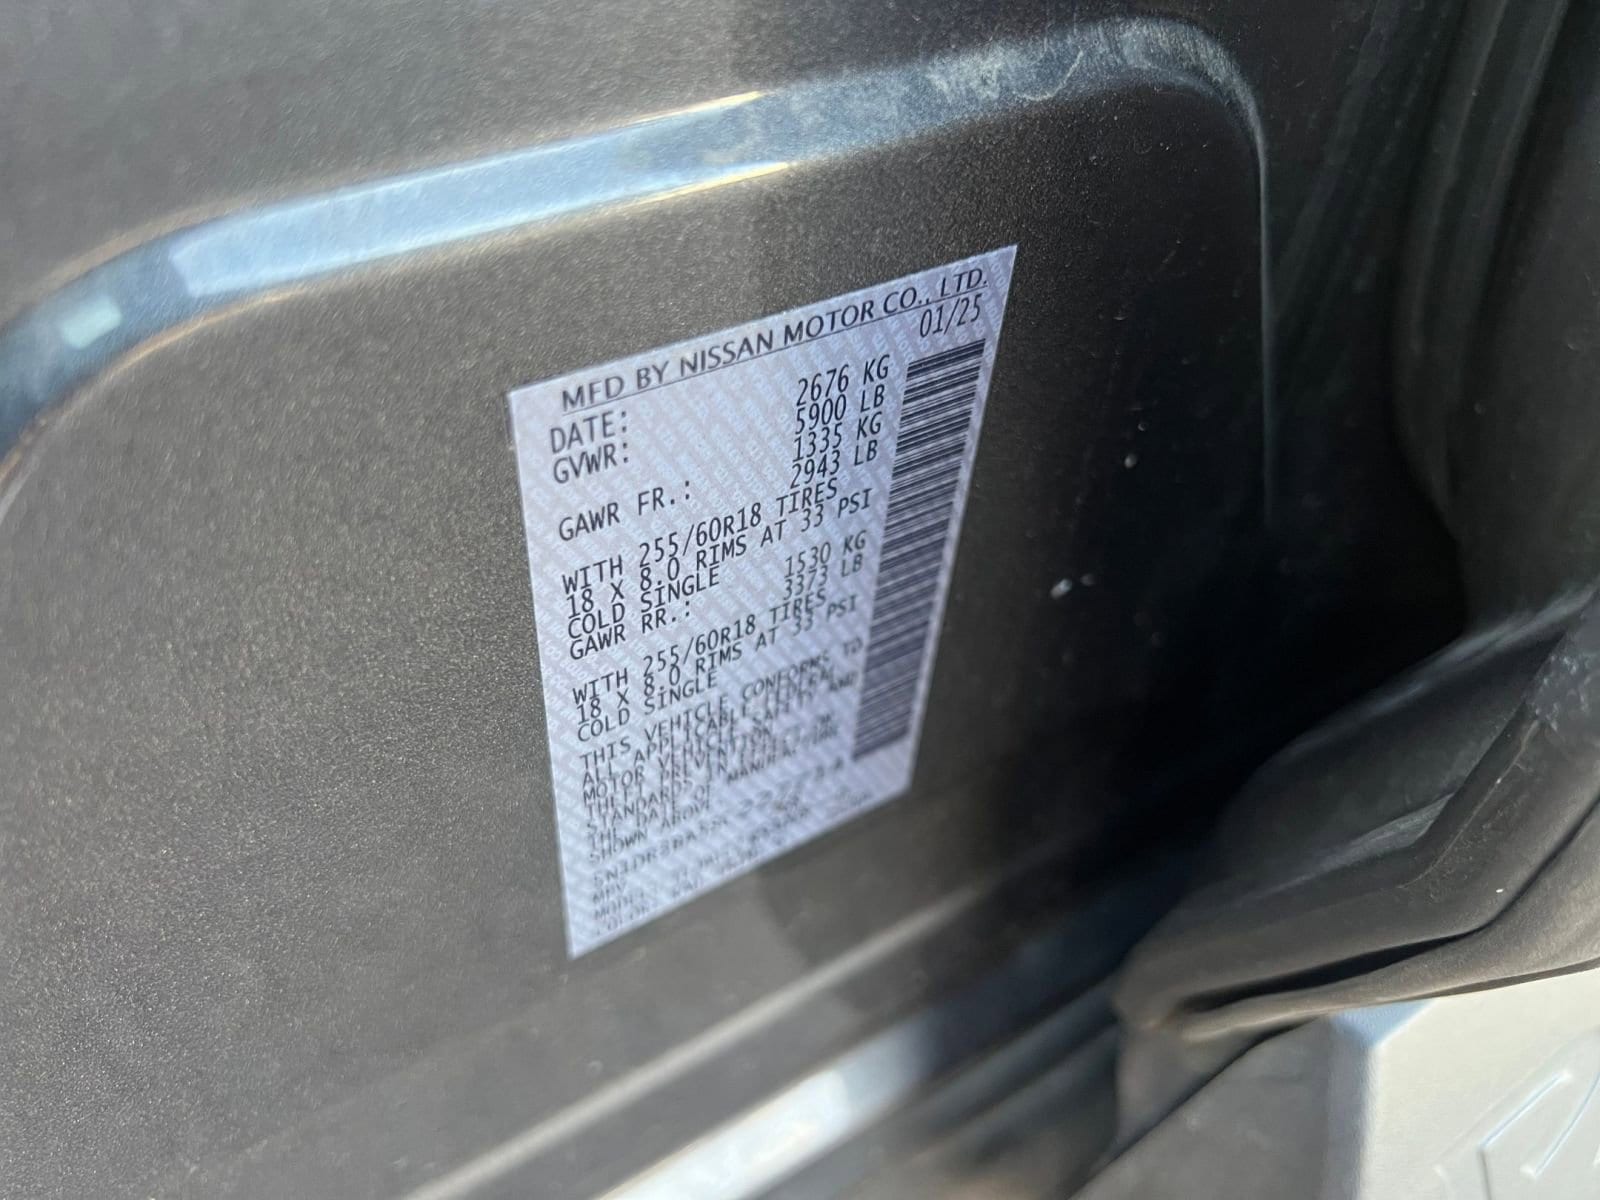 MFD BY NISSAN MOTOR CO., LTD.
DATE: 01/25
GVWR: 2676 KG
5900 LB
GAWR FR.: 1335 KG
2943 LB
WITH 255/60R18 TIRES
18 X 8.0 RIMS AT 33 PSI
COLD SINGLE
GAWR RR.: 1530 KG
3373 LB
WITH 255/60R18 TIRES
18 X 8.0 RIMS AT 33 PSI
COLD SINGLE
THIS VEHICLE CONFORMS TO
ALL APPLICABLE FEDERAL
MOTOR VEHICLE SAFETY AND
THEFT PREVENTION
STANDARDS IN EFFECT ON
THE DATE OF MANUFACTURE
SHOWN ABOVE
MPV
MODEL:
COLOR: